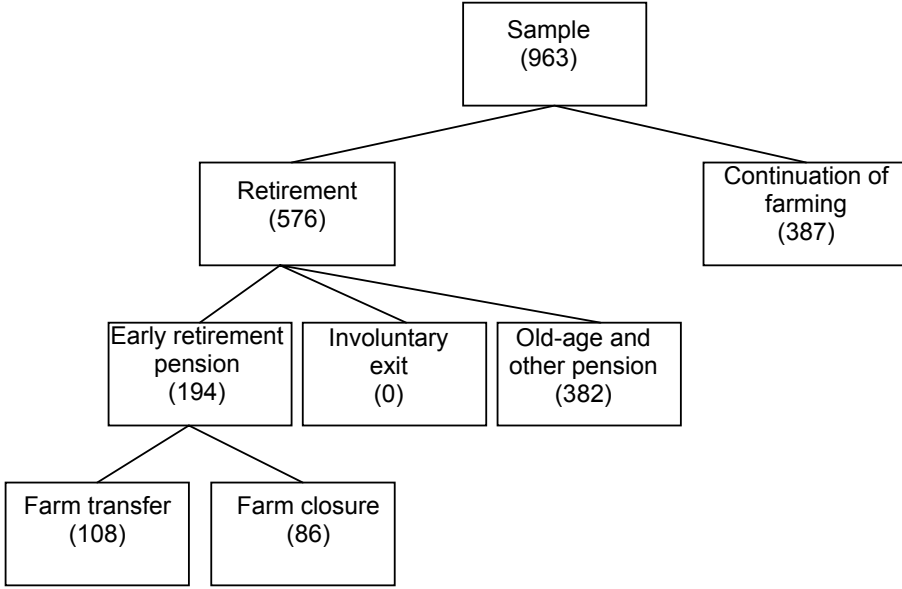 Sample
(963)
Retirement
(576)
Continuation of
farming
(387)
Early retirement
pension
(194)
Involuntary
exit
(0)
Old-age and
other pension
(382)
Farm transfer
(108)
Farm closure
(86)